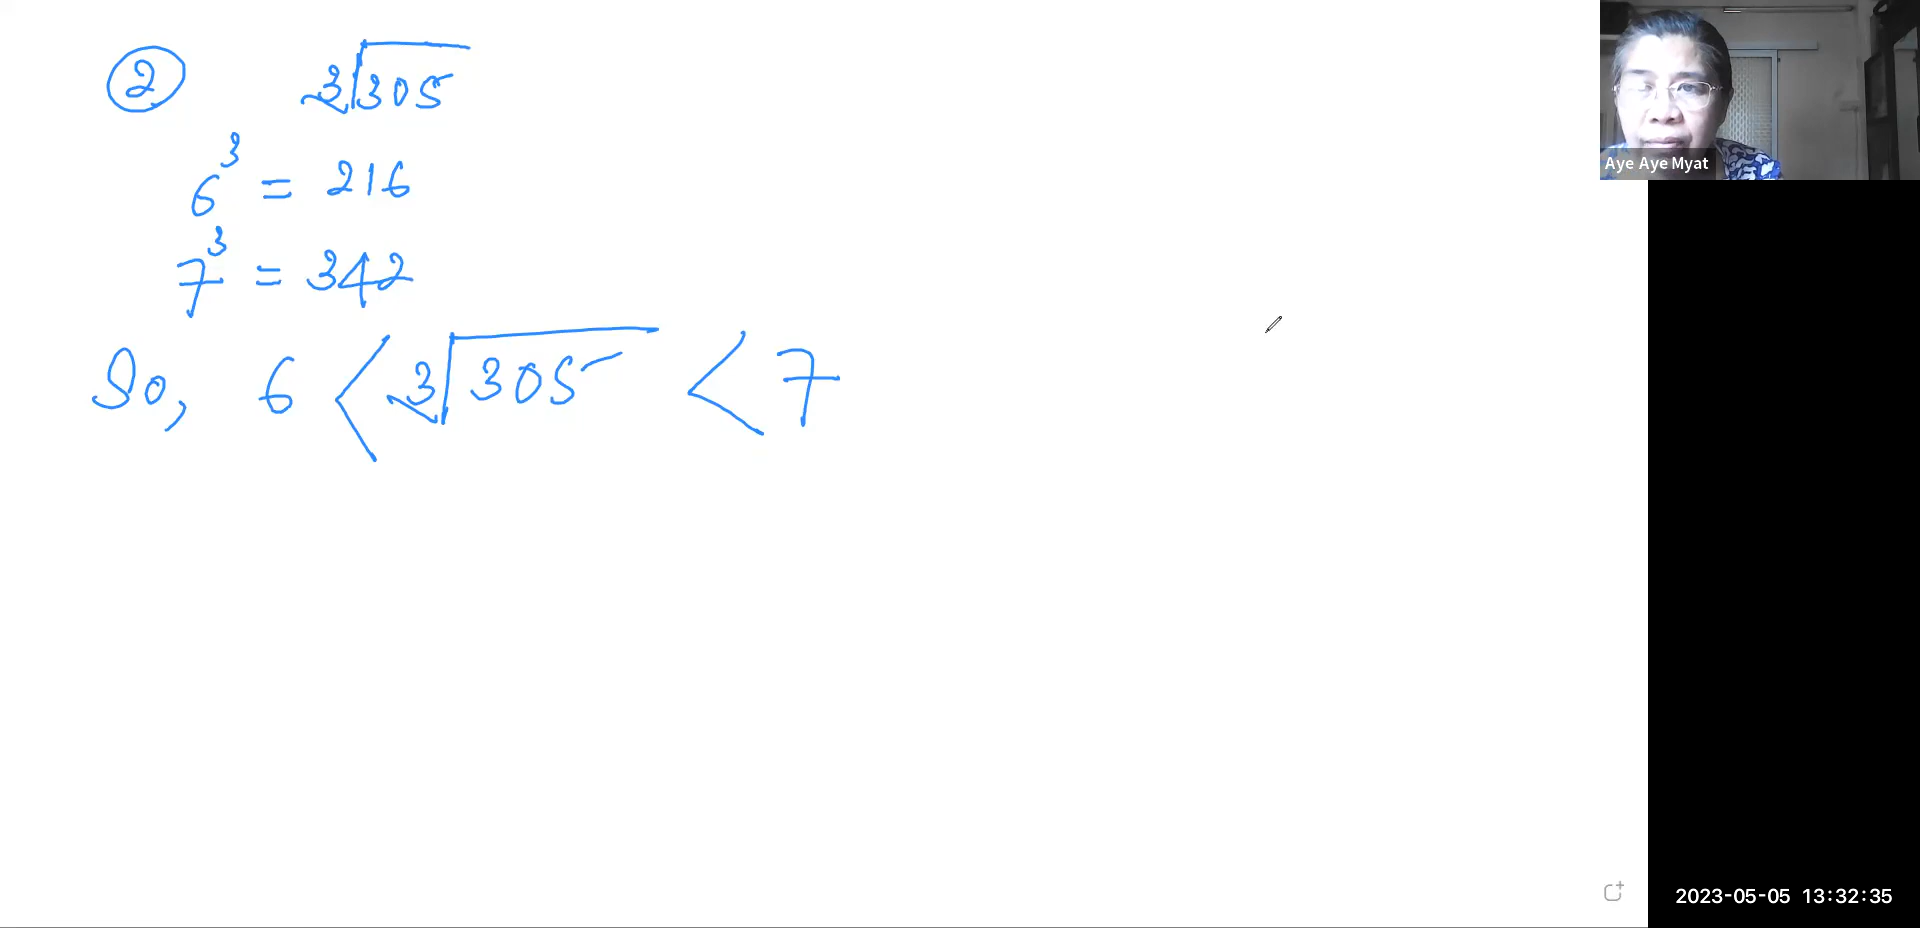 ② ∛305
6³ = 216
7³ = 342
So, 6 < ∛305 < 7
Aye Aye Myat
2023-05-05 13:32:35